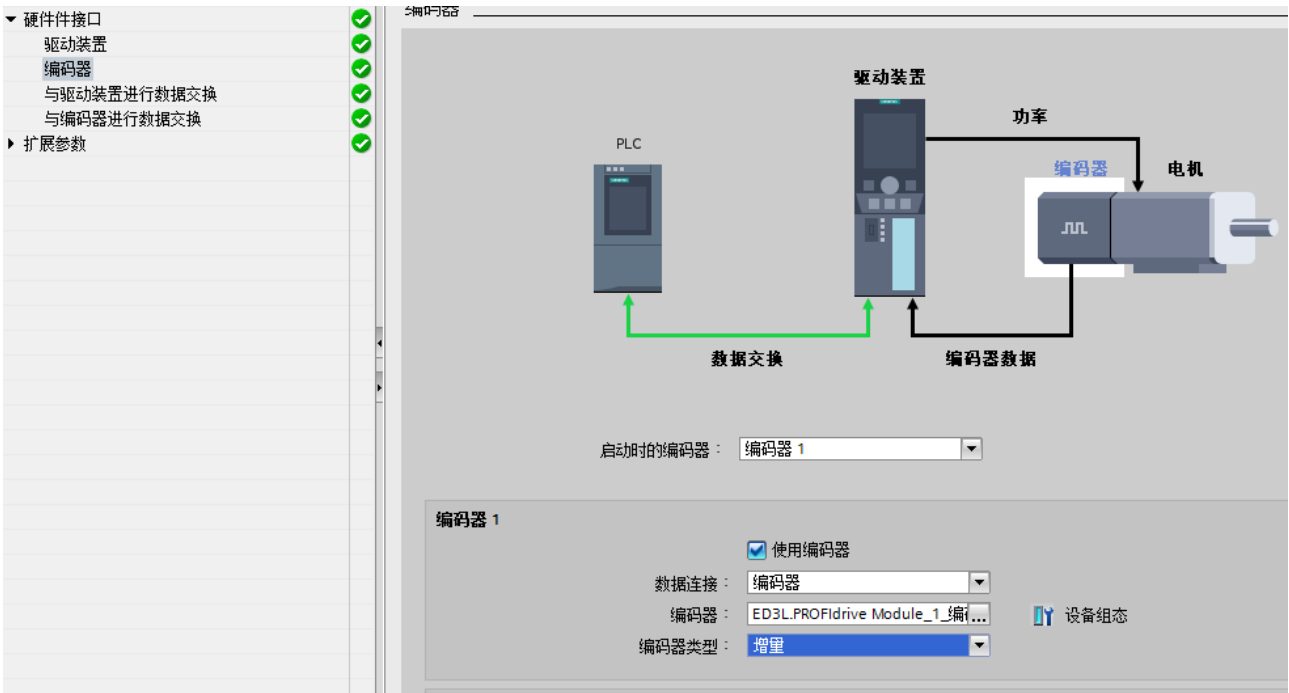 硬件件接口
驱动装置
编码器
与驱动装置进行数据交换
与编码器进行数据交换
扩展参数
编码器
驱动装置
功率
PLC
编码器
电机
数据交换
编码器数据
启动时的编码器：
编码器 1
编码器 1
使用编码器
数据连接：
编码器
编码器：
ED3L.PROFIdrive Module_1_编
...
设备组态
编码器类型：
增量